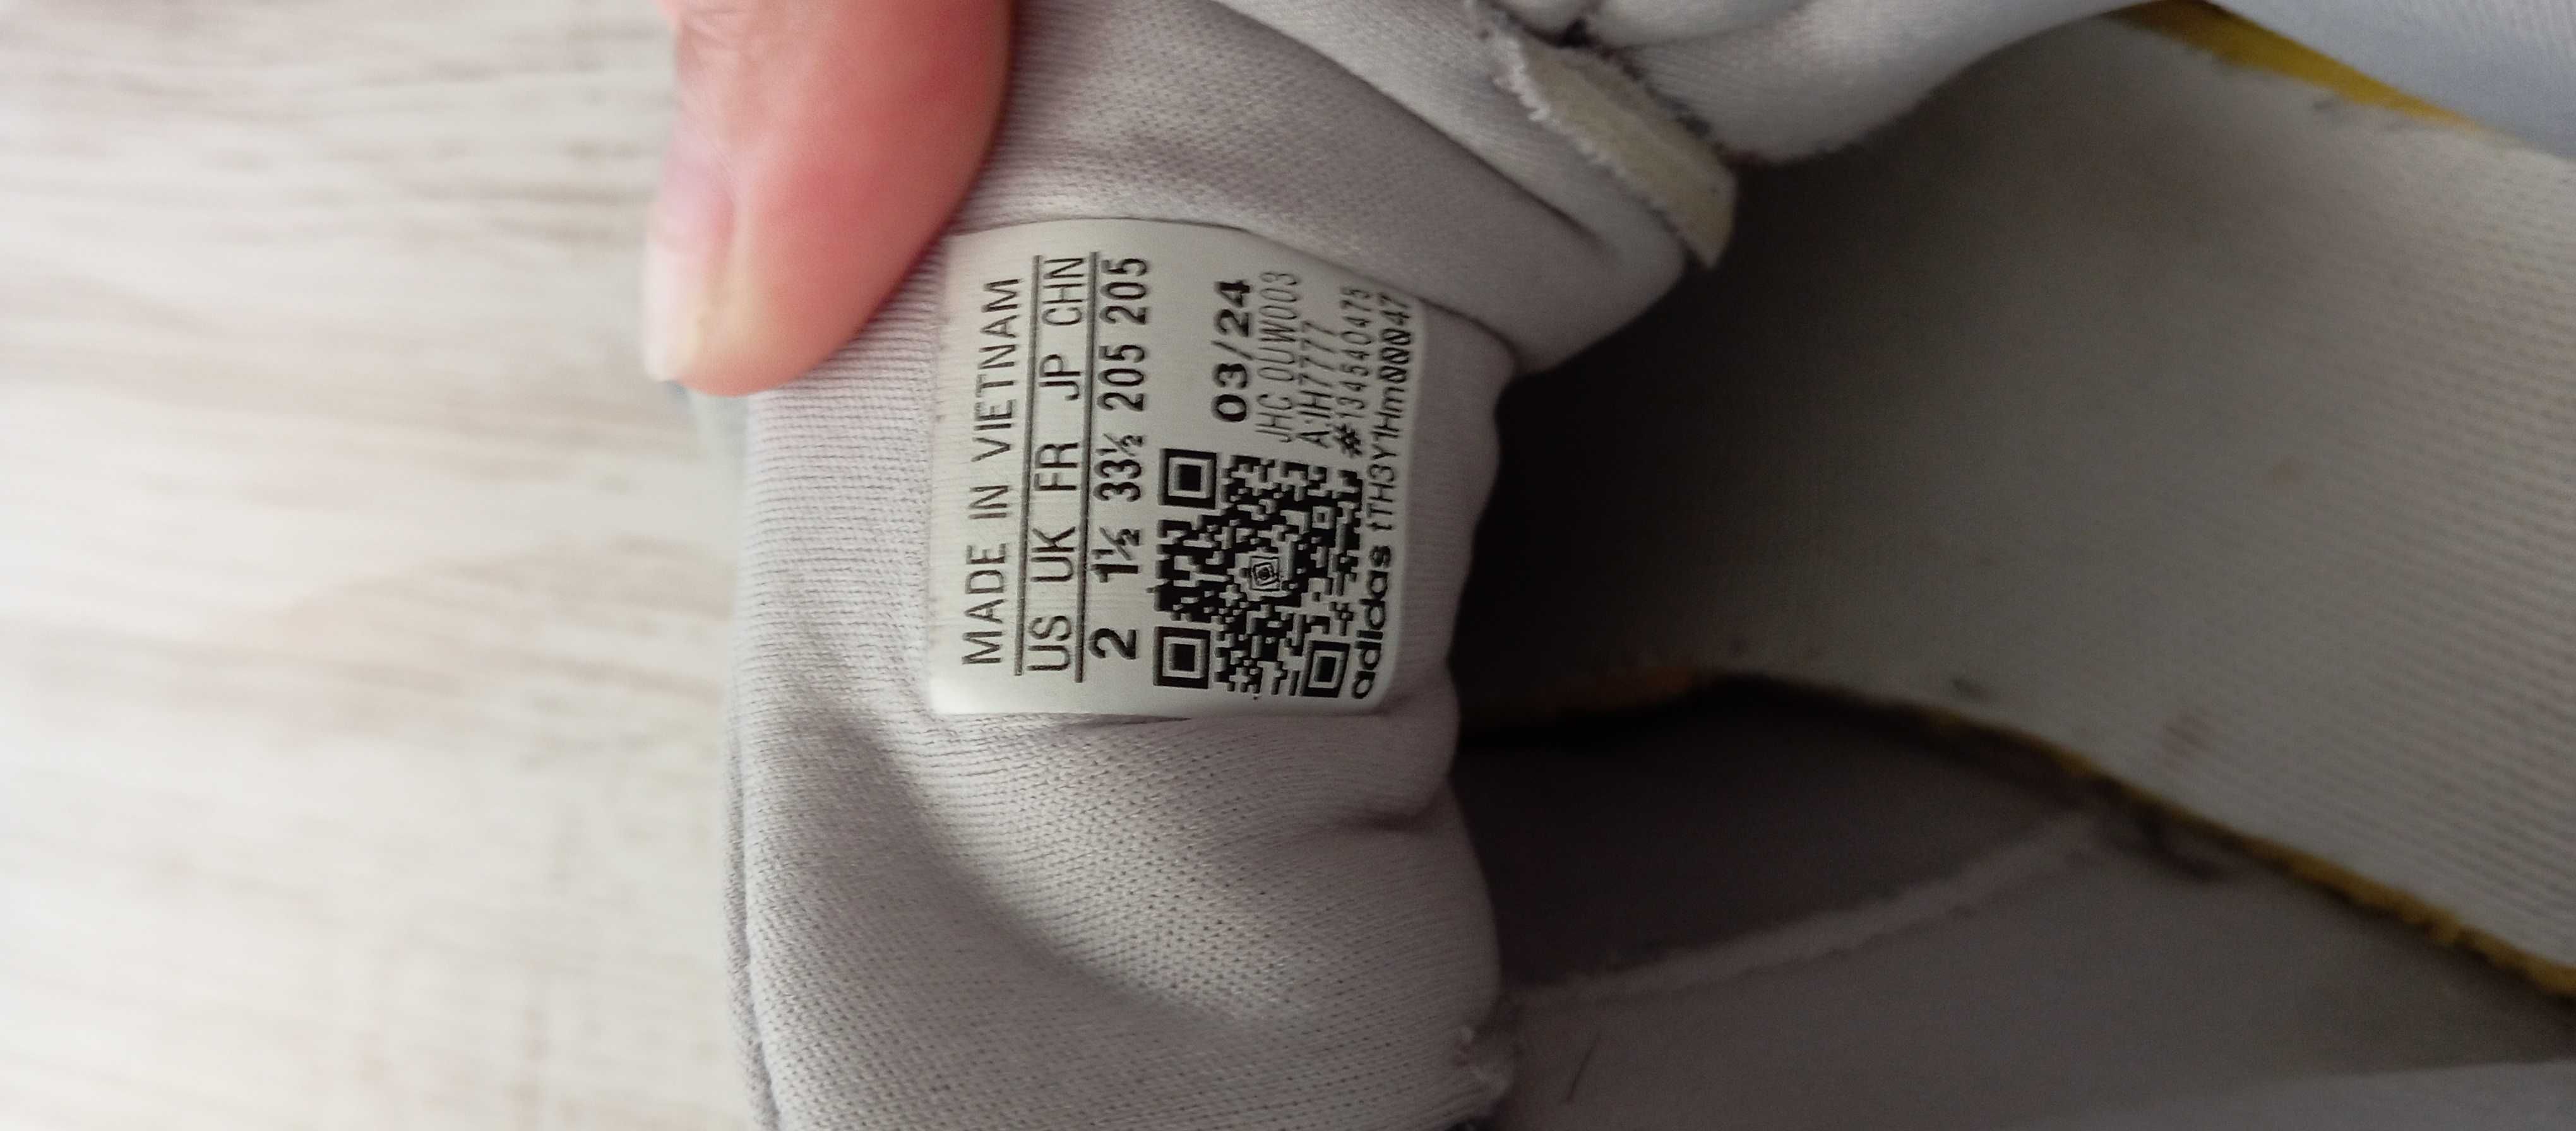 MADE IN VIETNAM
US UK FR JP CHN
2 1½ 33½ 205 205
03/24
JHC 0UW003
A:IH7777
#134540475
adidas tTH3Y1Hm00047